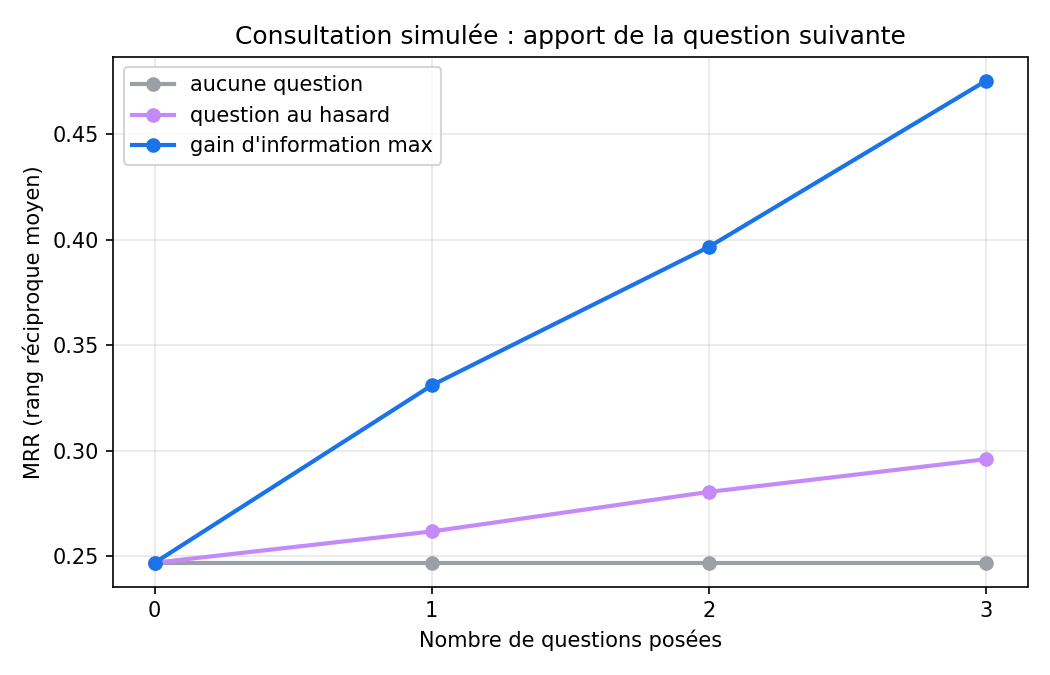 Consultation simulée : apport de la question suivante
aucune question
question au hasard
gain d'information max
MRR (rang réciproque moyen)
0.45
0.40
0.35
0.30
0.25
0 1 2 3
Nombre de questions posées